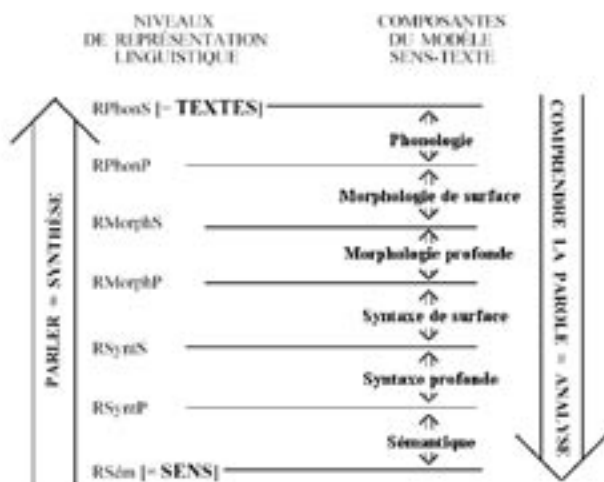 NIVEAUX
DE REPRÉSENTATION
LINGUISTIQUE
COMPOSANTES
DU MODÈLE
SENS-TEXTE
RPhonS [= TEXTES]
Phonologie
RPhonP
Morphologie de surface
RMorphS
Morphologie profonde
RMorphP
Syntaxe de surface
RSyntS
Syntaxe profonde
RSyntP
Sémantique
RSém [= SENS]
PARLER = SYNTHÈSE
COMPRENDRE LA PAROLE = ANALYSE